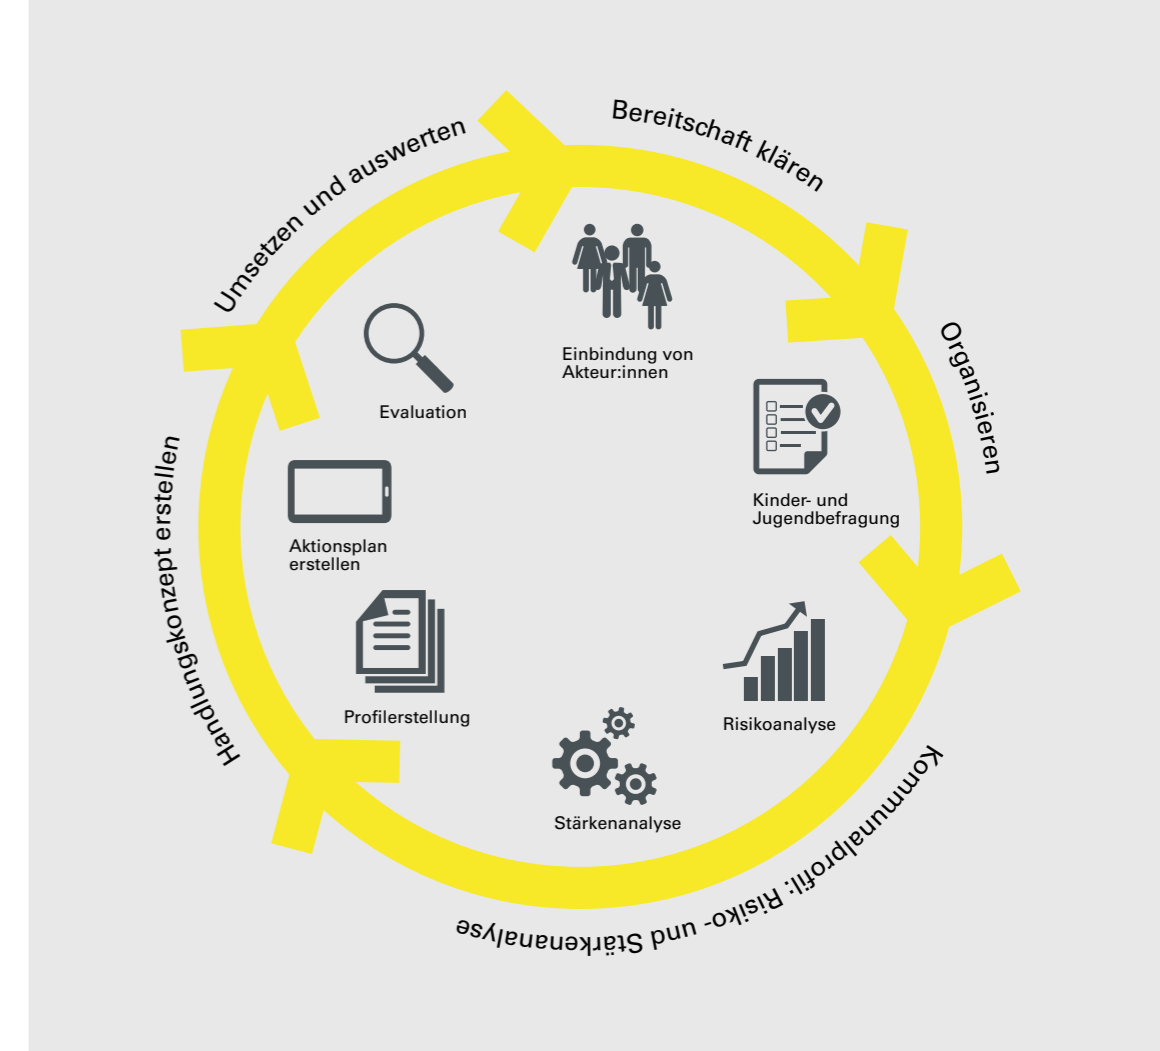 Bereitschaft klären
Organisieren
Kommunalprofil: Risiko- und Stärkenanalyse
Handlungskonzept erstellen
Umsetzen und auswerten
Einbindung von
Akteur:innen
Kinder- und
Jugendbefragung
Risikoanalyse
Stärkenanalyse
Profilerstellung
Aktionsplan
erstellen
Evaluation